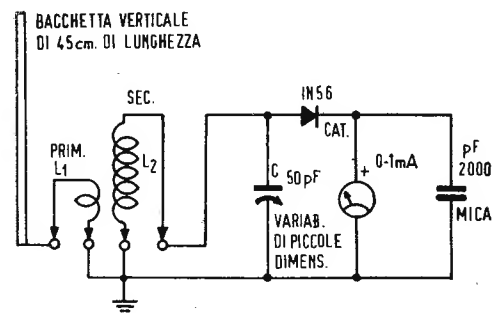 BACCHETTA VERTICALE
DI 45cm. DI LUNGHEZZA
SEC.
PRIM.
L1
L2
IN56
CAT.
C
50pF
VARIAB.
DI PICCOLE
DIMENS.
+
0-1mA
pF
2000
MICA